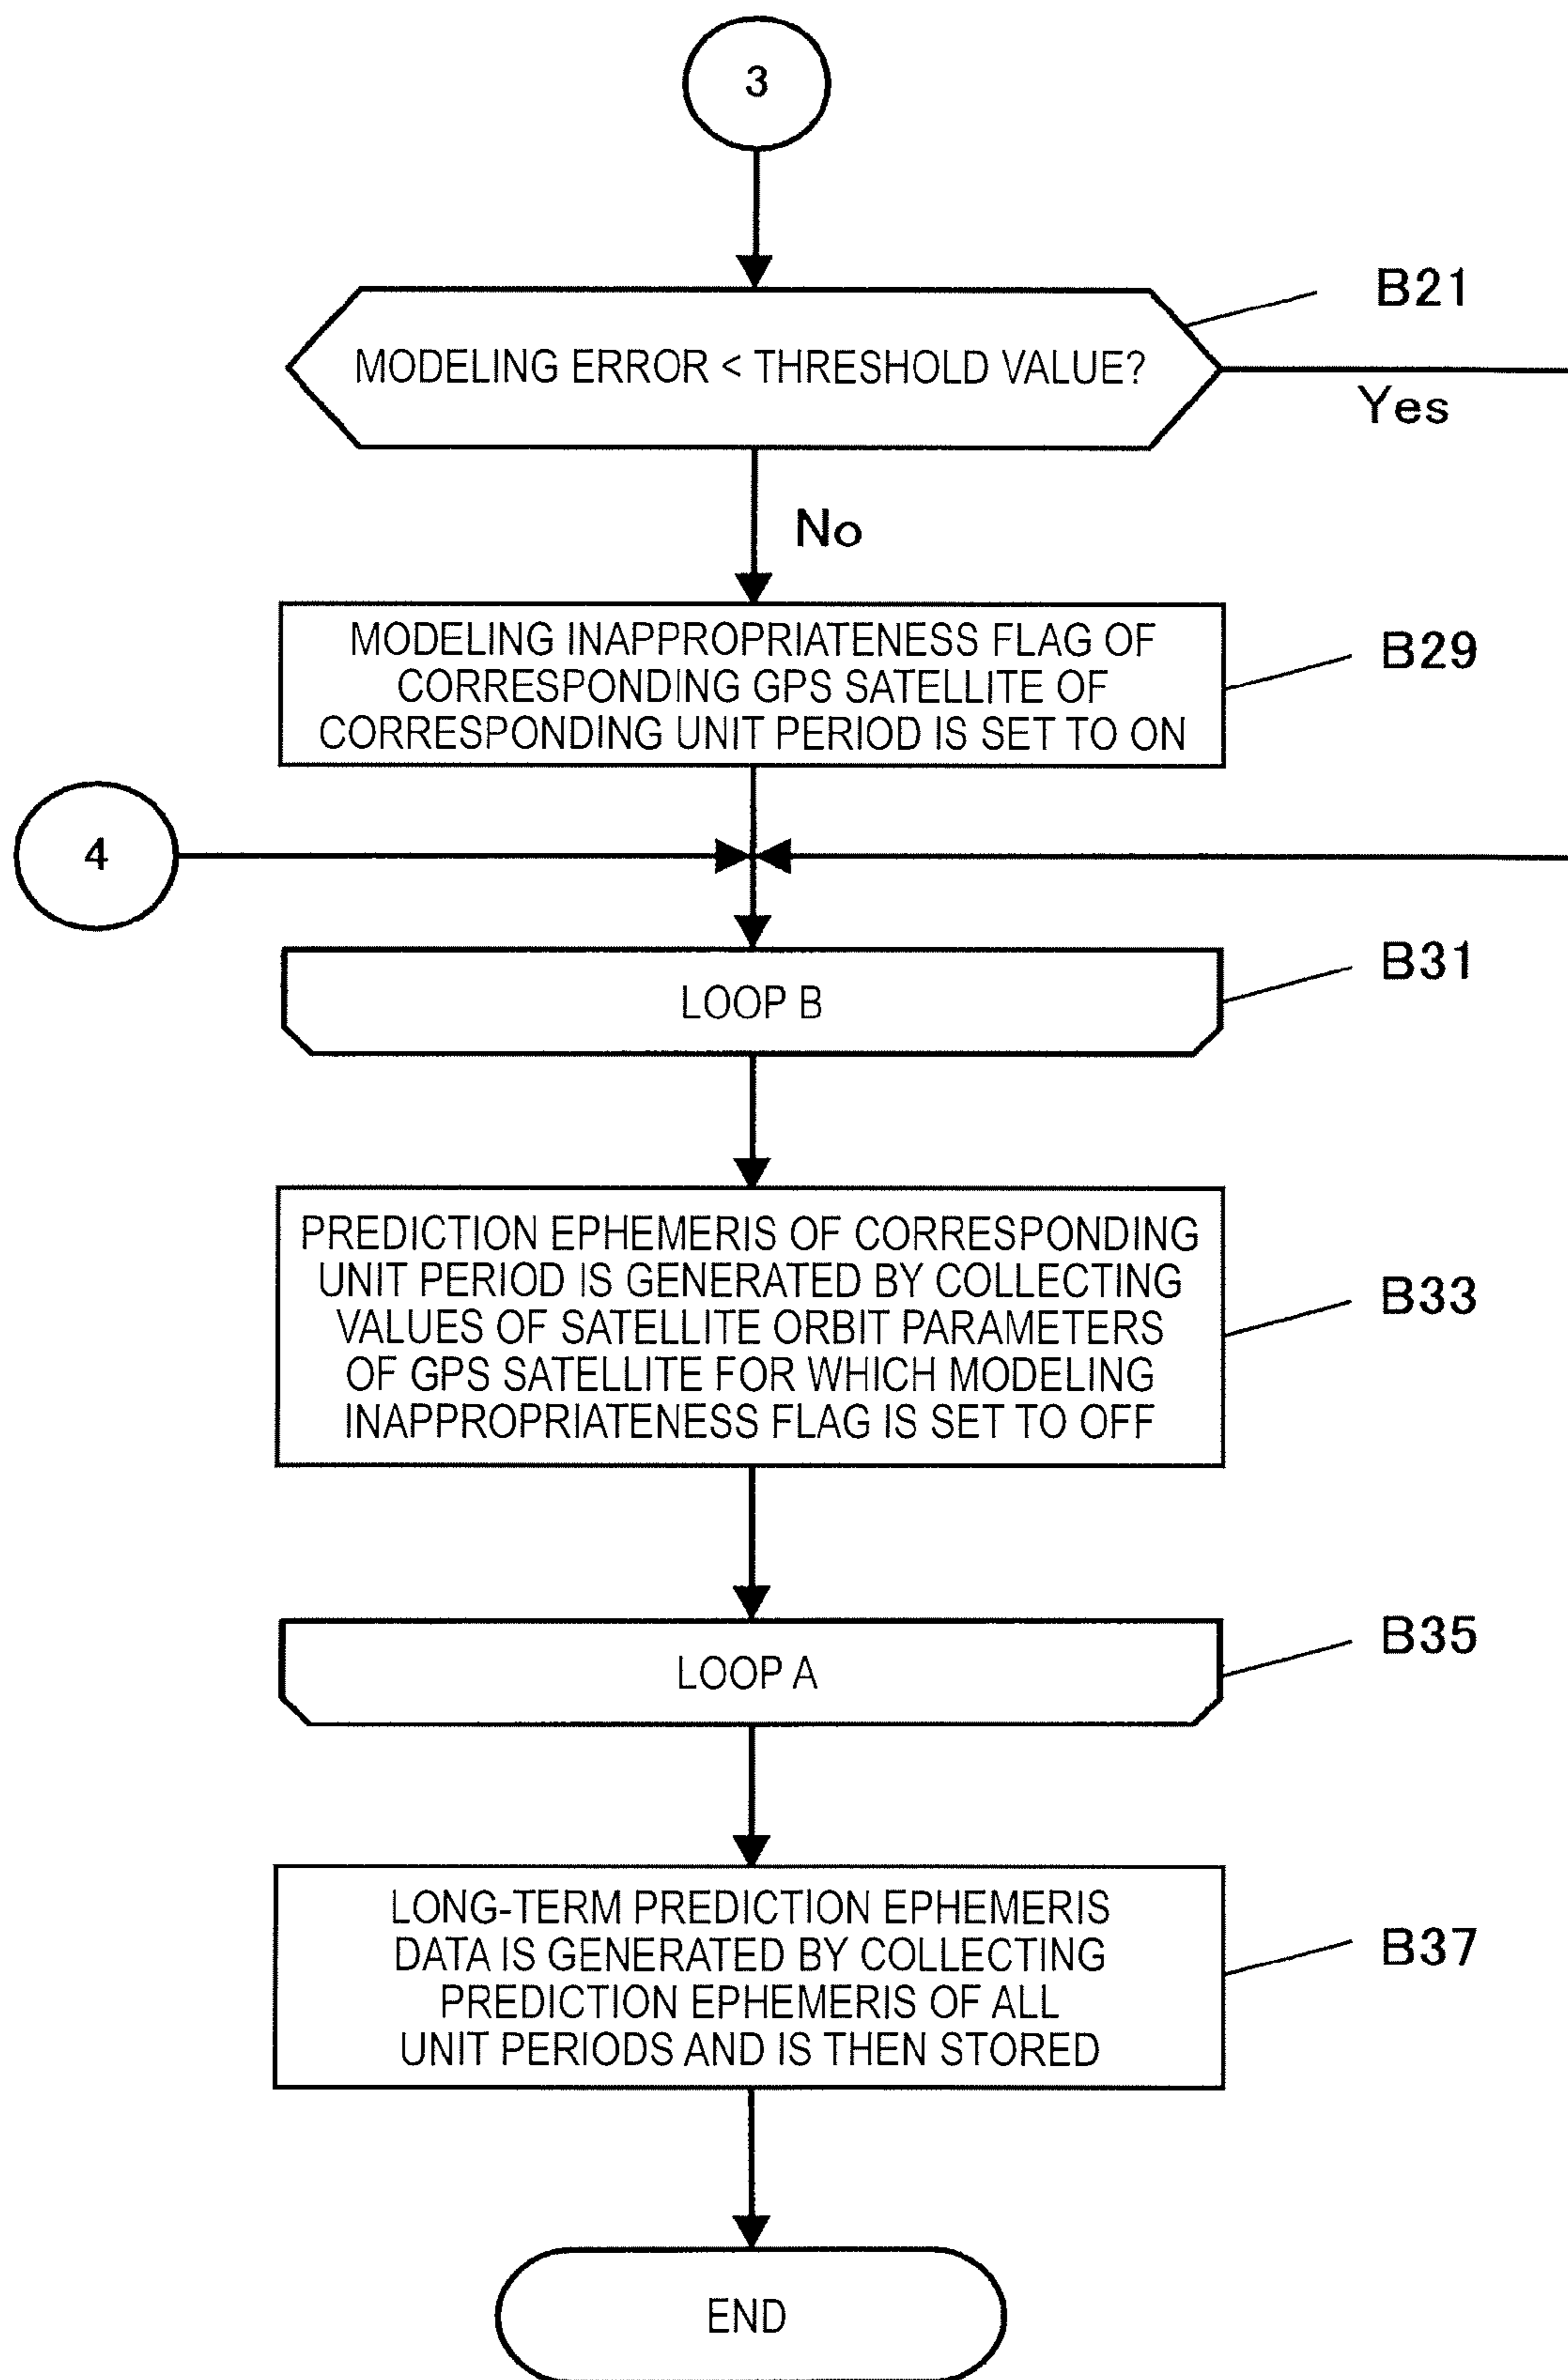 3
B21
MODELING ERROR < THRESHOLD VALUE?
Yes
No
MODELING INAPPROPRIATENESS FLAG OF
CORRESPONDING GPS SATELLITE OF
CORRESPONDING UNIT PERIOD IS SET TO ON
B29
4
B31
LOOP B
PREDICTION EPHEMERIS OF CORRESPONDING
UNIT PERIOD IS GENERATED BY COLLECTING
VALUES OF SATELLITE ORBIT PARAMETERS
OF GPS SATELLITE FOR WHICH MODELING
INAPPROPRIATENESS FLAG IS SET TO OFF
B33
B35
LOOP A
LONG-TERM PREDICTION EPHEMERIS
DATA IS GENERATED BY COLLECTING
PREDICTION EPHEMERIS OF ALL
UNIT PERIODS AND IS THEN STORED
B37
END